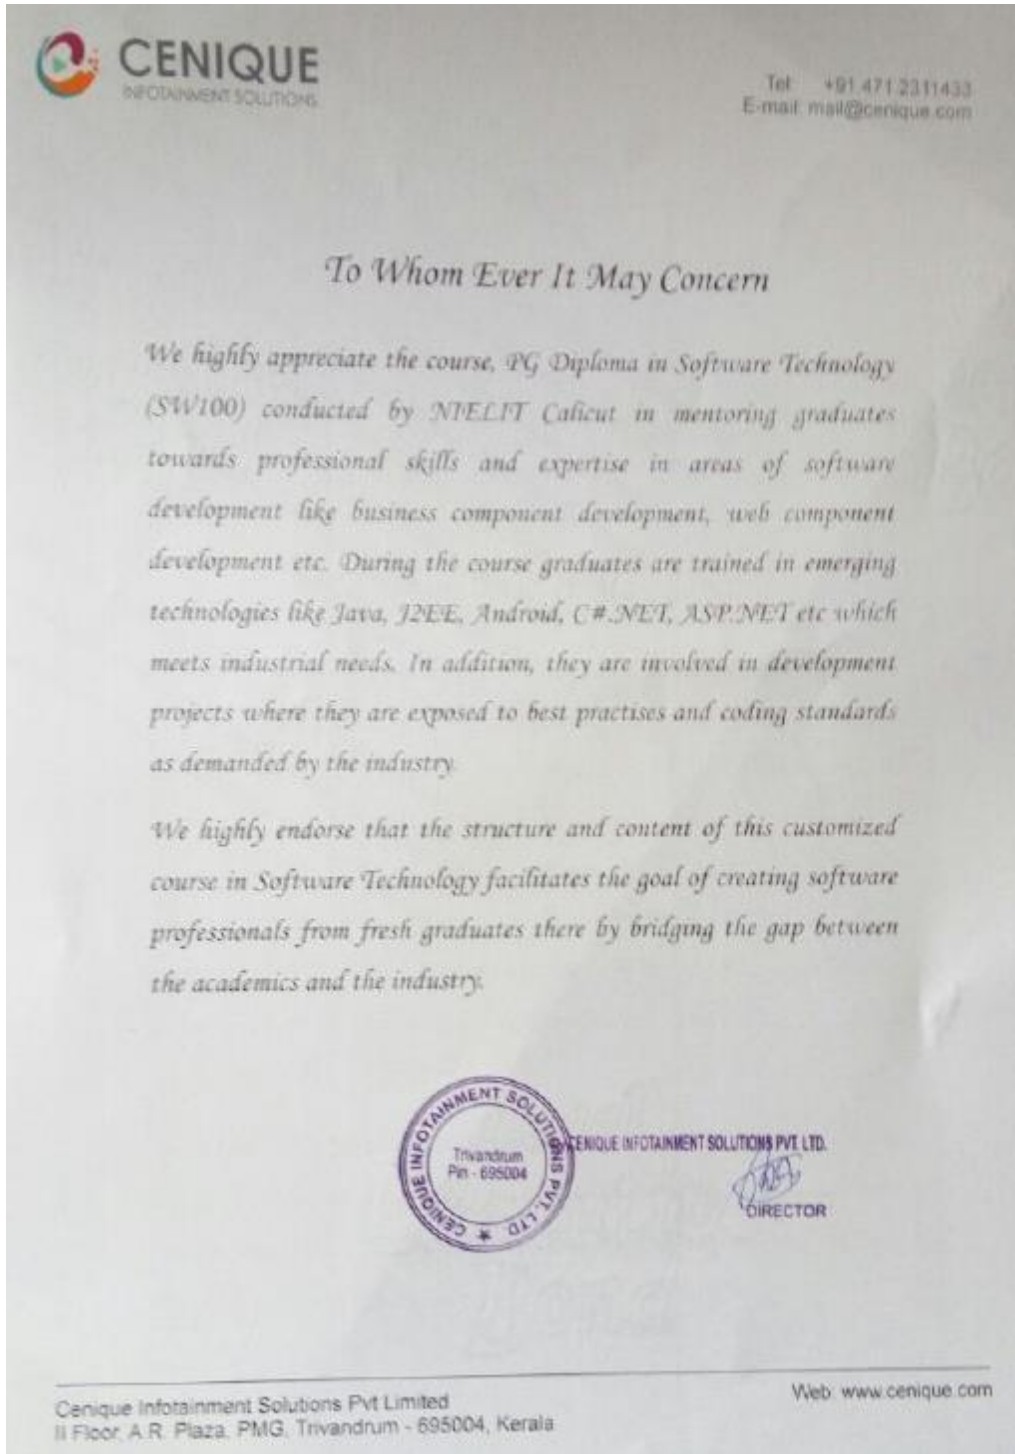 CENIQUE
INFOTAINMENT SOLUTIONS
Tel: +91 471 2311433
E-mail: mail@cenique.com
To Whom Ever It May Concern
We highly appreciate the course, PG Diploma in Software Technology
(SW100) conducted by NIELIT Calicut in mentoring graduates
towards professional skills and expertise in areas of software
development like business component development, web component
development etc. During the course graduates are trained in emerging
technologies like Java, J2EE, Android, C#.NET, ASP.NET etc which
meets industrial needs. In addition, they are involved in development
projects where they are exposed to best practises and coding standards
as demanded by the industry.
We highly endorse that the structure and content of this customized
course in Software Technology facilitates the goal of creating software
professionals from fresh graduates there by bridging the gap between
the academics and the industry.
CENIQUE INFOTAINMENT SOLUTIONS PVT. LTD.
Trivandrum
Pin - 695004
CENIQUE INFOTAINMENT SOLUTIONS PVT. LTD.
DIRECTOR
Cenique Infotainment Solutions Pvt Limited
II Floor, A.R. Plaza, PMG, Trivandrum - 695004, Kerala
Web: www.cenique.com